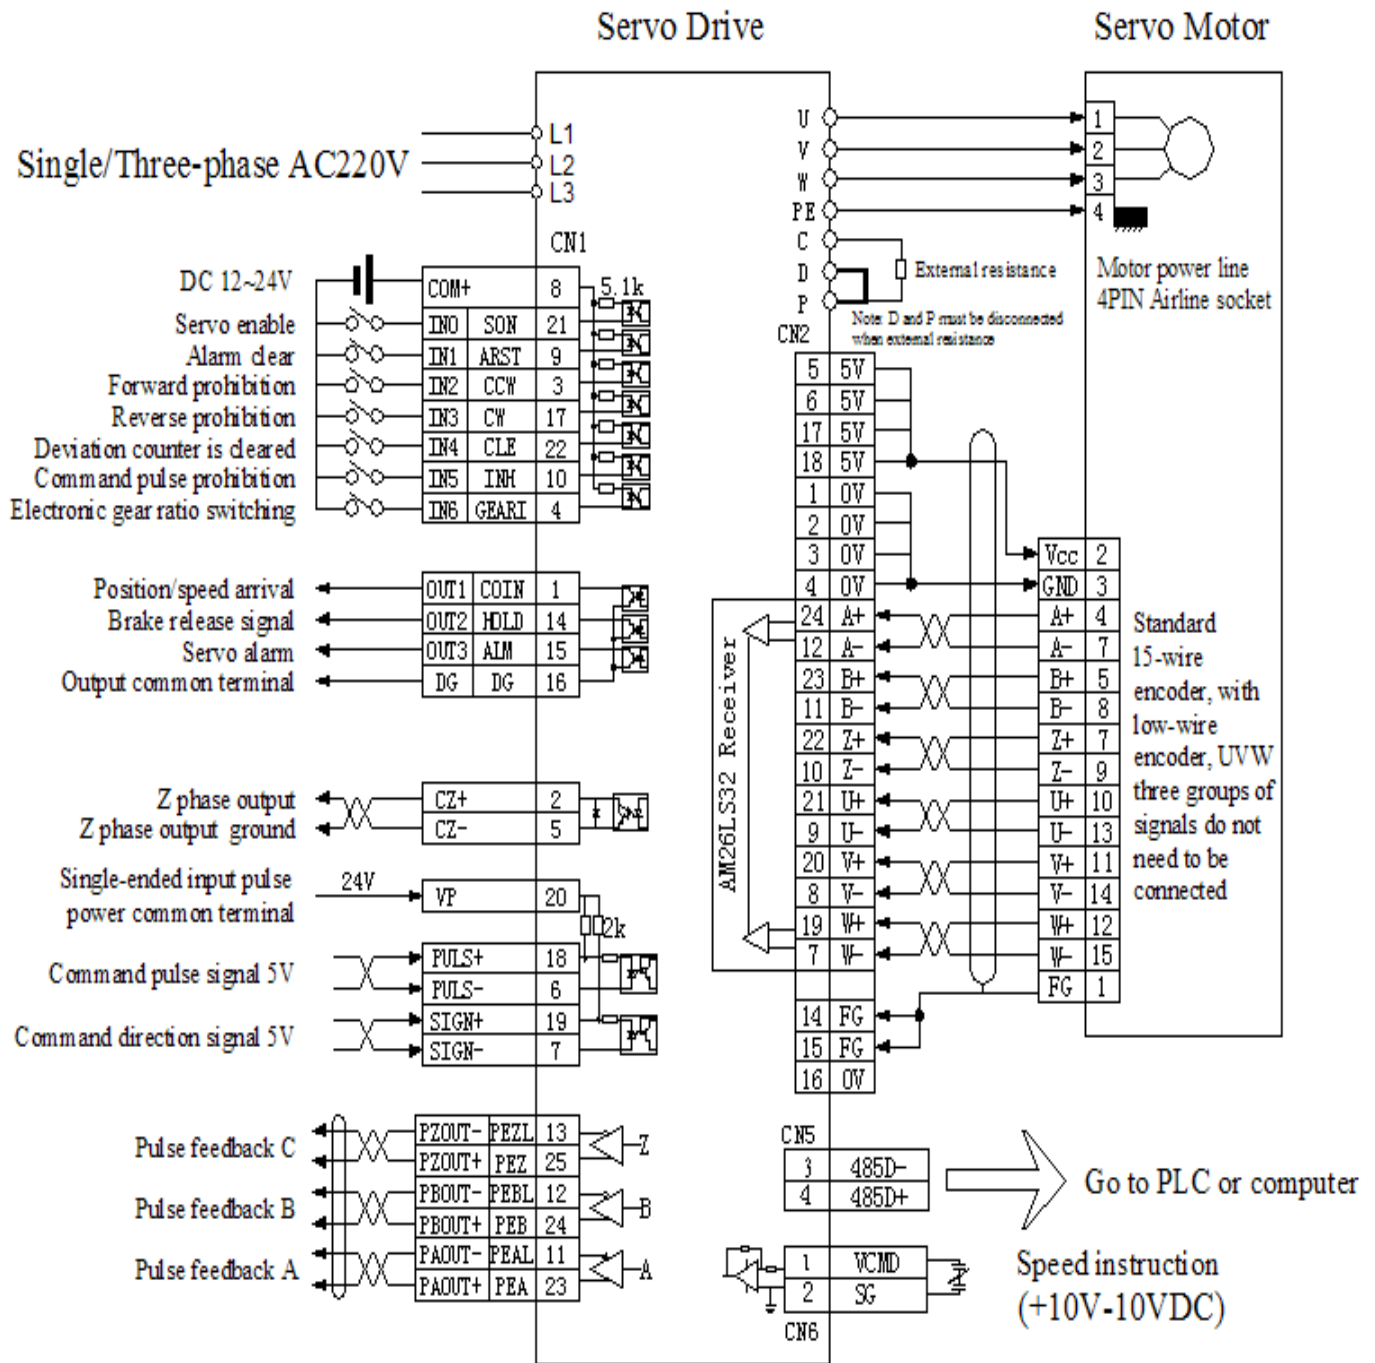 Servo Drive
Servo Motor
Single/Three-phase AC220V
L1
L2
L3
U
V
W
PE
C
D
P
1
2
3
4
External resistance
Note: D and P must be disconnected
when external resistance
Motor power line
4PIN Airline socket
CN1
DC 12~24V
COM+ 8
5.1k
Servo enable IN0 SON 21
Alarm clear IN1 ARST 9
Forward prohibition IN2 CCW 3
Reverse prohibition IN3 CW 17
Deviation counter is cleared IN4 CLE 22
Command pulse prohibition IN5 INH 10
Electronic gear ratio switching IN6 GEARI 4
Position/speed arrival OUT1 COIN 1
Brake release signal OUT2 HOLD 14
Servo alarm OUT3 ALM 15
Output common terminal DG DG 16
Z phase output CZ+ 2
Z phase output ground CZ- 5
Single-ended input pulse
power common terminal
24V
VP 20
2k
Command pulse signal 5V
PULS+ 18
PULS- 6
Command direction signal 5V
SIGN+ 19
SIGN- 7
Pulse feedback C
PZOUT- PEZL 13
PZOUT+ PEZ 25
Z
Pulse feedback B
PBOUT- PEBL 12
PBOUT+ PEB 24
B
Pulse feedback A
PAOUT- PEAL 11
PAOUT+ PEA 23
A
CN2
5 5V
6 5V
17 5V
18 5V
1 0V
2 0V
3 0V
4 0V
24 A+
12 A-
23 B+
11 B-
22 Z+
10 Z-
21 U+
9 U-
20 V+
8 V-
19 W+
7 W-
14 FG
15 FG
16 0V
AM26LS32 Receiver
Vcc 2
GND 3
A+ 4
A- 7
B+ 5
B- 8
Z+ 7
Z- 9
U+ 10
U- 13
V+ 11
V- 14
W+ 12
W- 15
FG 1
Standard
15-wire
encoder, with
low-wire
encoder, UVW
three groups of
signals do not
need to be
connected
CN5
3 485D-
4 485D+
Go to PLC or computer
1 VCMD
2 SG
CN6
Speed instruction
(+10V-10VDC)